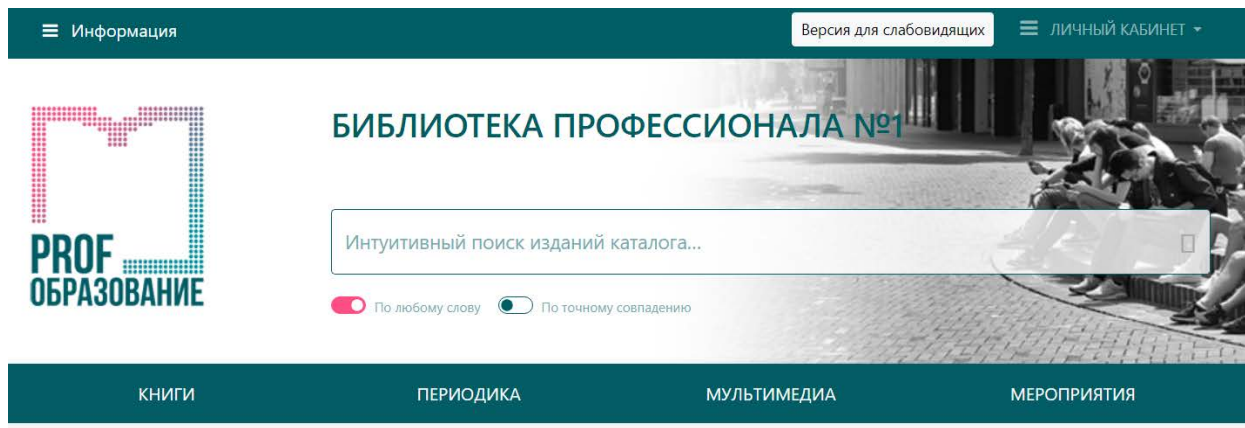 Информация
Версия для слабовидящих
ЛИЧНЫЙ КАБИНЕТ
БИБЛИОТЕКА ПРОФЕССИОНАЛА №1
Интуитивный поиск изданий каталога...
PROF
ОБРАЗОВАНИЕ
По любому слову По точному совпадению
КНИГИ ПЕРИОДИКА МУЛЬТИМЕДИА МЕРОПРИЯТИЯ